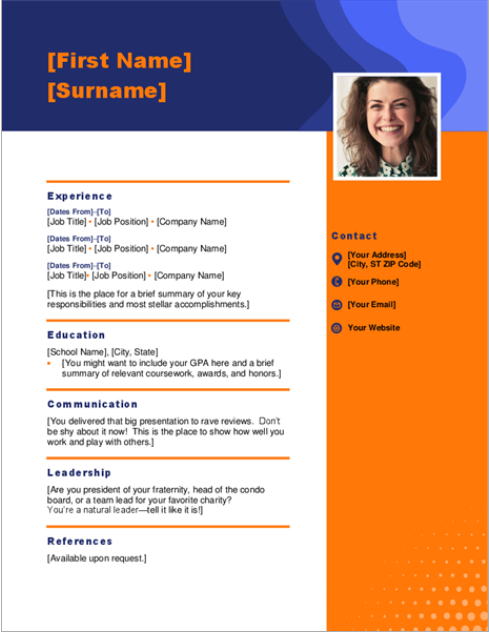 [First Name]
[Surname]
Experience
[Dates From]–[To]
[Job Title] • [Job Position] • [Company Name]
[Dates From]–[To]
[Job Title] • [Job Position] • [Company Name]
[Dates From]–[To]
[Job Title]• [Job Position] • [Company Name]
[This is the place for a brief summary of your key
responsibilities and most stellar accomplishments.]
Education
[School Name], [City, State]
• [You might want to include your GPA here and a brief
summary of relevant coursework, awards, and honors.]
Communication
[You delivered that big presentation to rave reviews. Don't
be shy about it now! This is the place to show how well you
work and play with others.]
Leadership
[Are you president of your fraternity, head of the condo
board, or a team lead for your favorite charity?
You're a natural leader—tell it like it is!]
References
[Available upon request.]
Contact
[Your Address]
[City, ST ZIP Code]
[Your Phone]
[Your Email]
Your Website